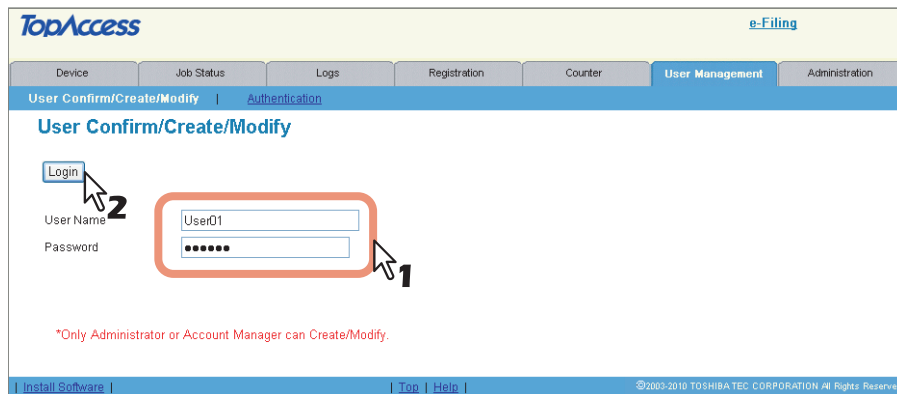 TopAccess
e-Filing
Device Job Status Logs Registration Counter User Management Administration
User Confirm/Create/Modify | Authentication
User Confirm/Create/Modify
Login
2
User Name User01
Password ●●●●●●
1
*Only Administrator or Account Manager can Create/Modify.
| Install Software | | Top | Help | ©2003-2010 TOSHIBA TEC CORPORATION All Rights Reserve